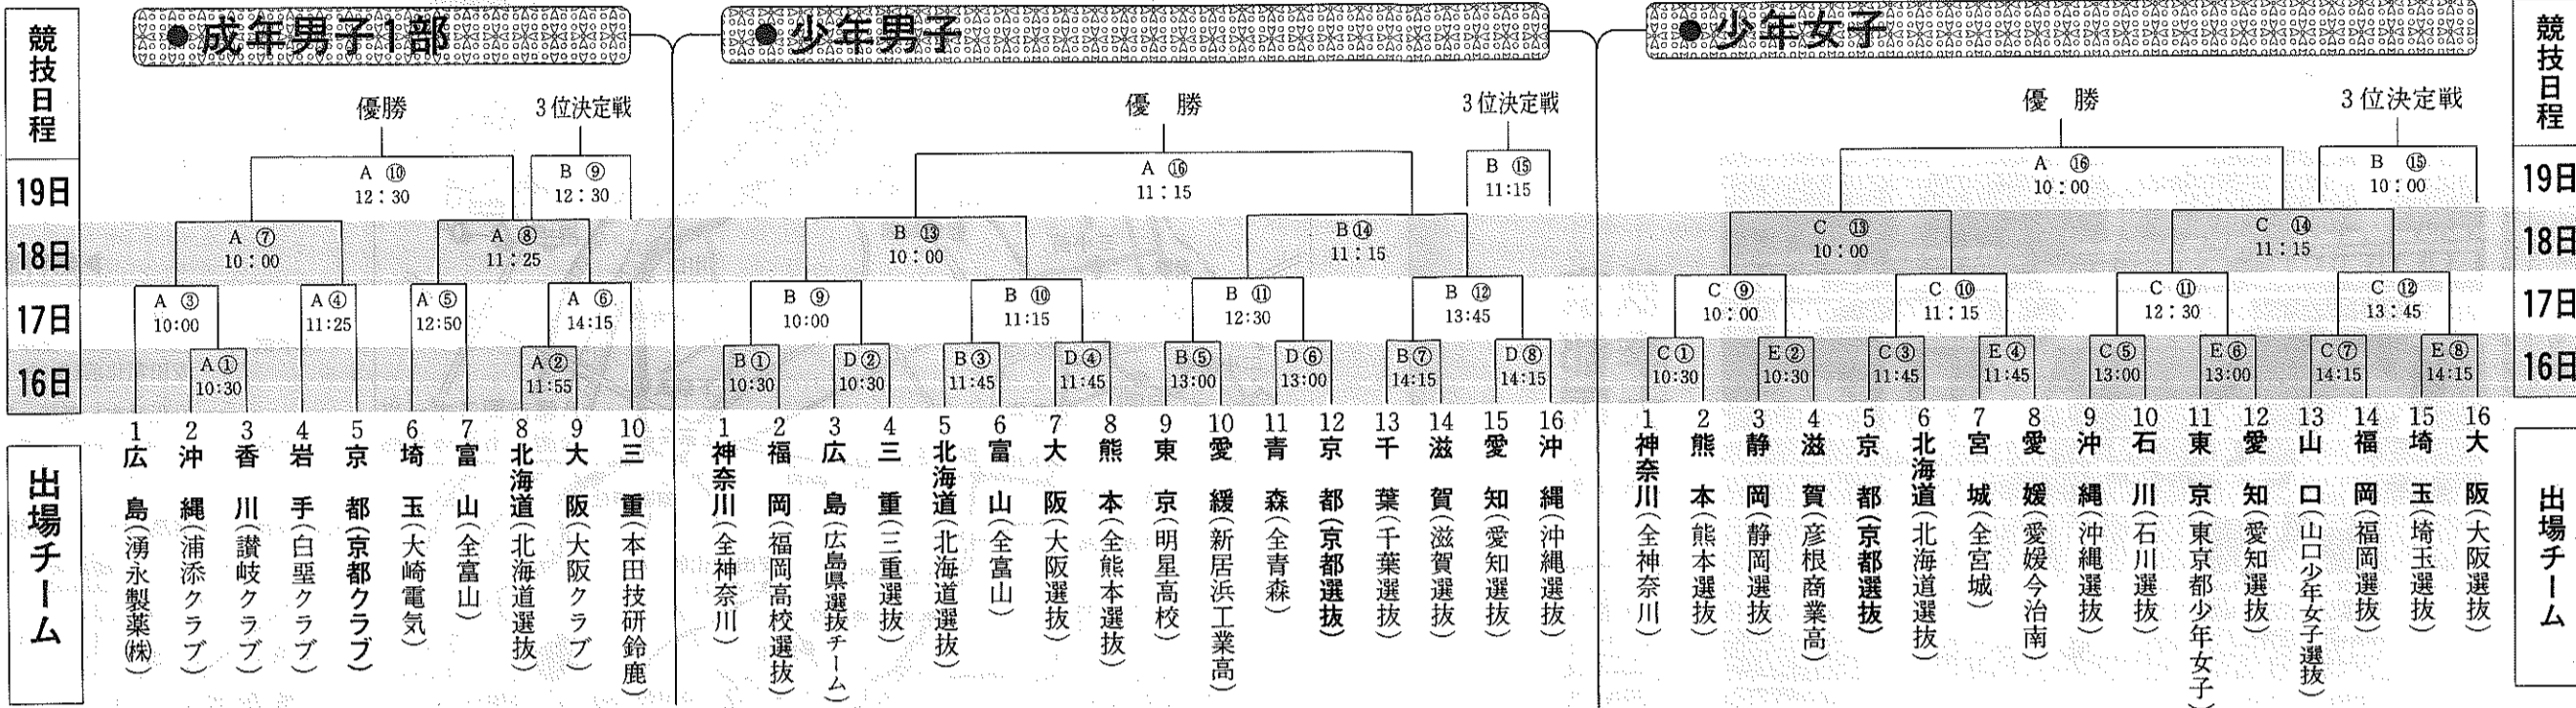 競技日程
19日
18日
17日
16日
出場チーム
●成年男子1部
優勝
3位決定戦
A ⑩
12:30
B ⑨
12:30
A ⑦
10:00
A ⑧
11:25
A ③
10:00
A ④
11:25
A ⑤
12:50
A ⑥
14:15
A ①
10:30
A ②
11:55
1 広島(湧永製薬㈱)
2 沖縄(浦添クラブ)
3 香川(讃岐クラブ)
4 岩手(白堊クラブ)
5 京都(京都クラブ)
6 埼玉(大崎電気)
7 富山(全富山)
8 北海道(北海道選抜)
9 大阪(大阪クラブ)
10 三重(本田技研鈴鹿)
●少年男子
優勝
3位決定戦
A ⑯
11:15
B ⑮
11:15
B ⑬
10:00
B ⑭
11:15
B ⑨
10:00
B ⑩
11:15
B ⑪
12:30
B ⑫
13:45
B ①
10:30
D ②
10:30
B ③
11:45
D ④
11:45
B ⑤
13:00
D ⑥
13:00
B ⑦
14:15
D ⑧
14:15
1 神奈川(全神奈川)
2 福岡(福岡高校選抜)
3 広島(広島県選抜チーム)
4 三重(三重選抜)
5 北海道(北海道選抜)
6 富山(全富山)
7 大阪(大阪選抜)
8 熊本(全熊本選抜)
9 東京(明星高校)
10 愛緩(新居浜工業高)
11 青森(全青森)
12 京都(京都選抜)
13 千葉(千葉選抜)
14 滋賀(滋賀選抜)
15 愛知(愛知選抜)
16 沖縄(沖縄選抜)
●少年女子
優勝
3位決定戦
A ⑯
10:00
B ⑮
10:00
C ⑬
10:00
C ⑭
11:15
C ⑨
10:00
C ⑩
11:15
C ⑪
12:30
C ⑫
13:45
C ①
10:30
E ②
10:30
C ③
11:45
E ④
11:45
C ⑤
13:00
E ⑥
13:00
C ⑦
14:15
E ⑧
14:15
1 神奈川(全神奈川)
2 熊本(熊本選抜)
3 静岡(静岡選抜)
4 滋賀(彦根商業高)
5 京都(京都選抜)
6 北海道(北海道選抜)
7 宮城(全宮城)
8 愛媛(愛媛今治南)
9 沖縄(沖縄選抜)
10 石川(石川選抜)
11 東京(東京都少年女子)
12 愛知(愛知選抜)
13 山口(山口少年女子選抜)
14 福岡(福岡選抜)
15 埼玉(埼玉選抜)
16 大阪(大阪選抜)
競技日程
19日
18日
17日
16日
出場チーム